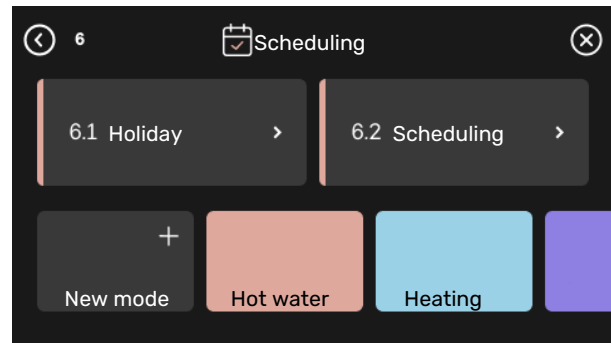 6 Scheduling
6.1 Holiday 6.2 Scheduling
New mode Hot water Heating